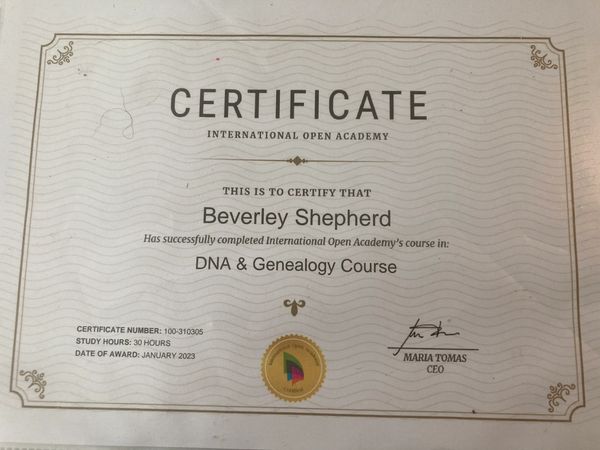 CERTIFICATE
INTERNATIONAL OPEN ACADEMY
THIS IS TO CERTIFY THAT
Beverley Shepherd
Has successfully completed International Open Academy's course in:
DNA & Genealogy Course
CERTIFICATE NUMBER: 100-310305
STUDY HOURS: 30 HOURS
DATE OF AWARD: JANUARY 2023
MARIA TOMAS
CEO